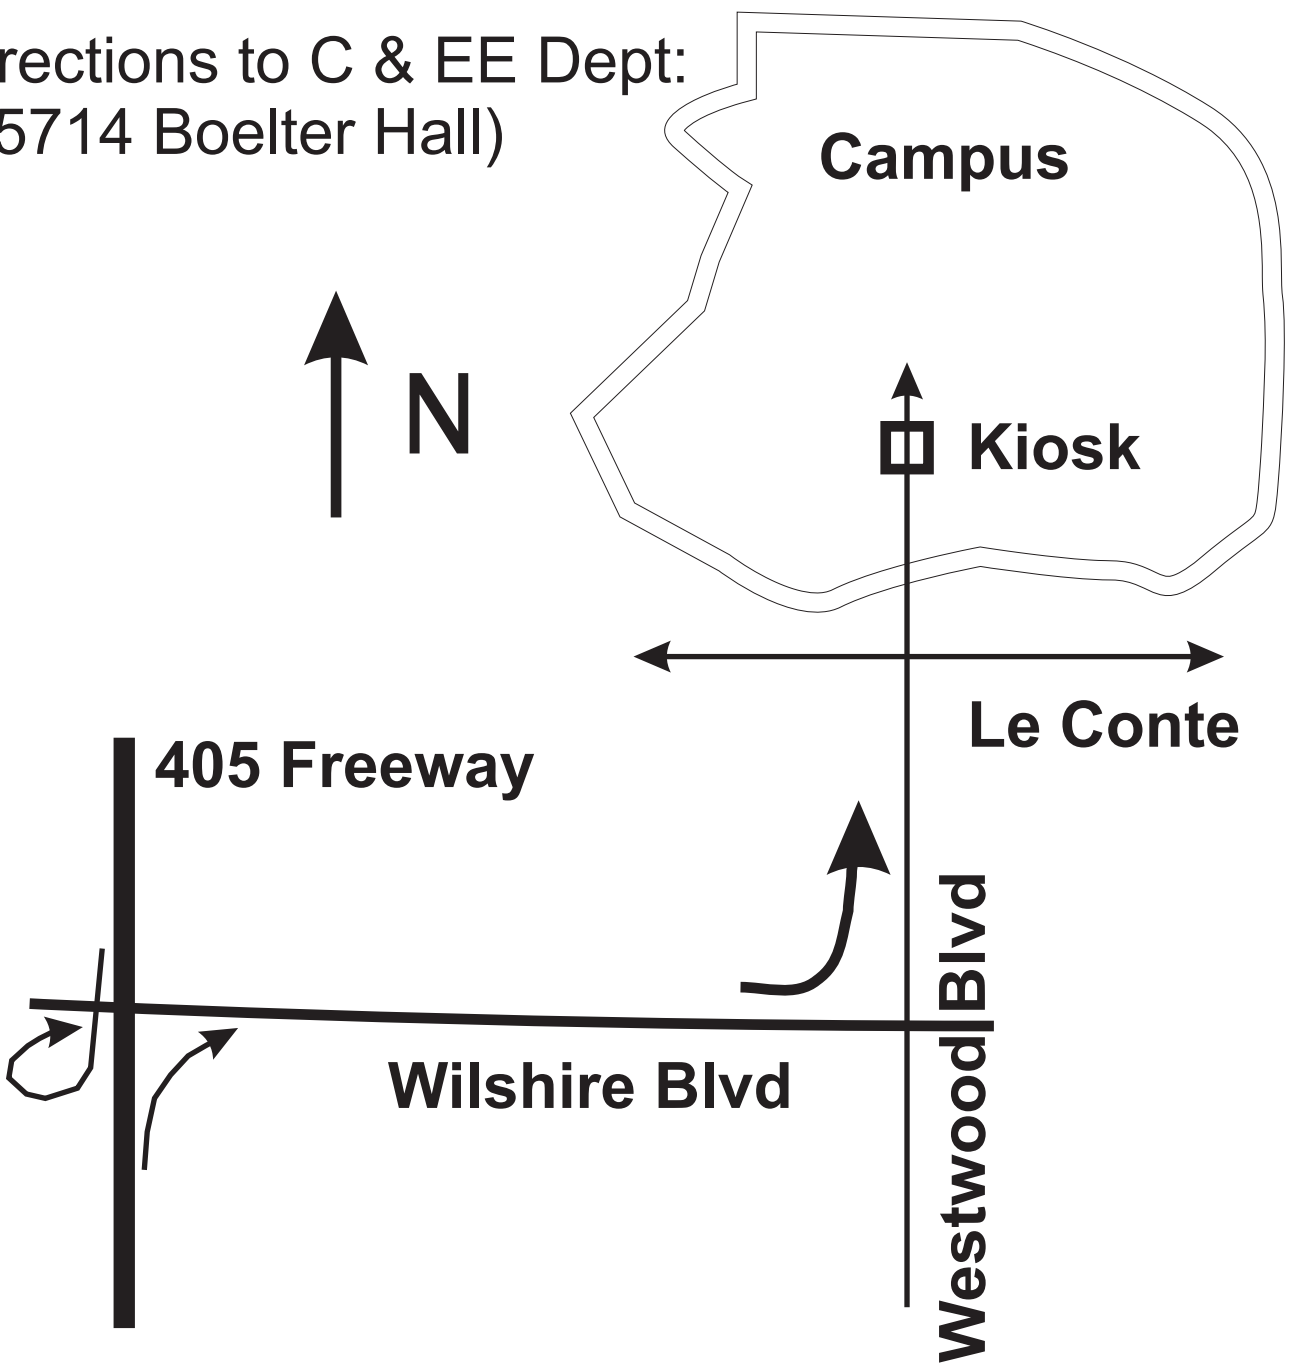 rections to C & EE Dept:
5714 Boelter Hall)
Campus
N
Kiosk
Le Conte
405 Freeway
Westwood Blvd
Wilshire Blvd